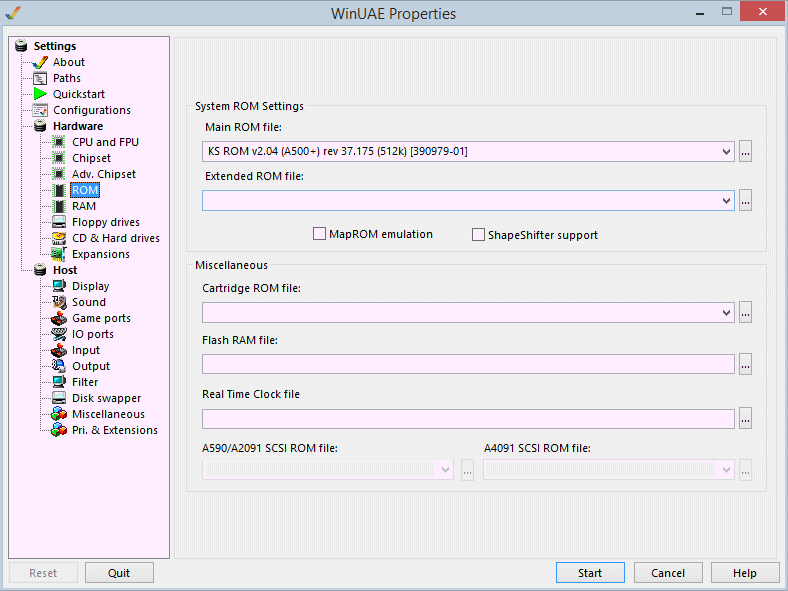 WinUAE Properties
Settings
About
Paths
Quickstart
Configurations
Hardware
CPU and FPU
Chipset
Adv. Chipset
ROM
RAM
Floppy drives
CD & Hard drives
Expansions
Host
Display
Sound
Game ports
IO ports
Input
Output
Filter
Disk swapper
Miscellaneous
Pri. & Extensions
System ROM Settings
Main ROM file:
KS ROM v2.04 (A500+) rev 37.175 (512k) [390979-01]
...
Extended ROM file:
...
MapROM emulation
ShapeShifter support
Miscellaneous
Cartridge ROM file:
...
Flash RAM file:
...
Real Time Clock file
...
A590/A2091 SCSI ROM file:
...
A4091 SCSI ROM file:
...
Reset
Quit
Start
Cancel
Help